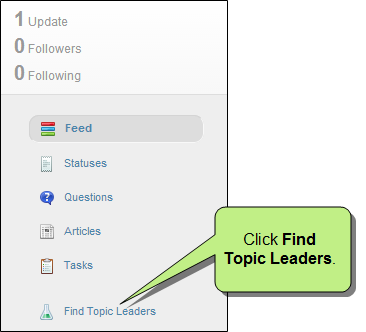 1 Update
0 Followers
0 Following
Feed
Statuses
Questions
Articles
Tasks
Find Topic Leaders
Click Find
Topic Leaders.